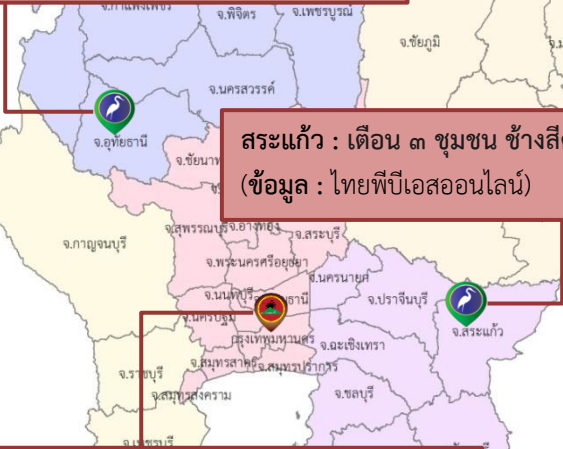 จ.กำแพงเพชร
จ.พิจิตร
จ.เพชรบูรณ์
จ.ชัยภูมิ
จ.นครสวรรค์
จ.อุทัยธานี
จ.ชัยนาท
สระแก้ว : เตือน ๓ ชุมชน ช้างสีด
(ข้อมูล : ไทยพีบีเอสออนไลน์)
จ.สุพรรณบุรี
จ.อ่างทอง
จ.สระบุรี
จ.กาญจนบุรี
จ.พระนครศรีอยุธยา
จ.นครนายก
จ.นนทบุรี
จ.ปราจีนบุรี
จ.นครปฐม
จ.สระแก้ว
กรุงเทพมหานคร
จ.ฉะเชิงเทรา
จ.สมุทรสาคร
จ.สมุทรปราการ
จ.ราชบุรี
จ.สมุทรสงคราม
จ.ชลบุรี
จ.เพชรบุรี